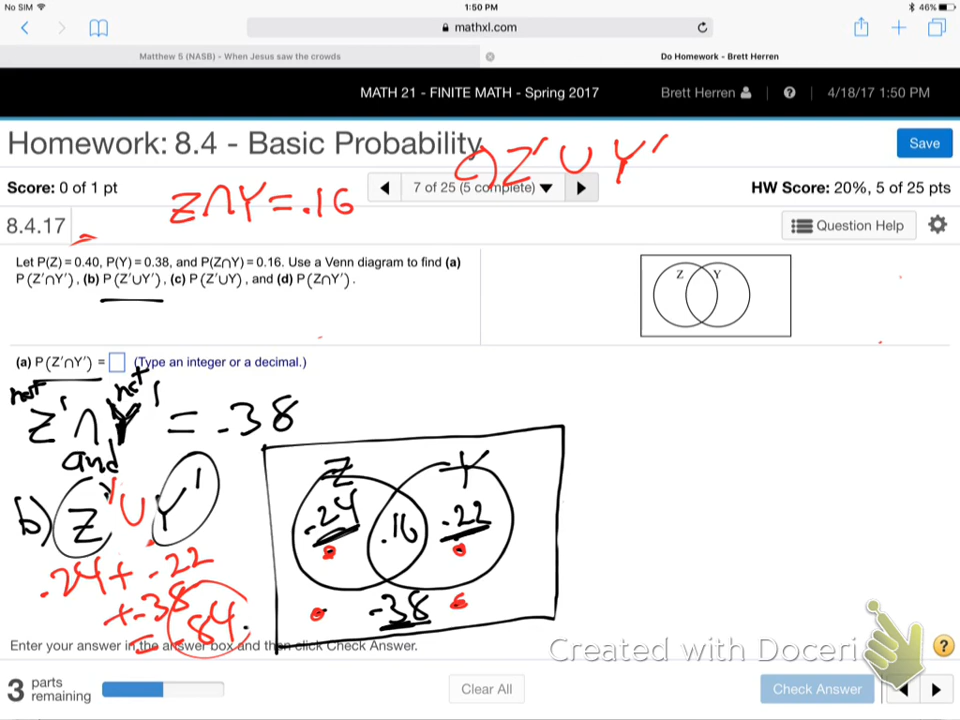 No SIM
1:50 PM
46%
mathxl.com
Matthew 5 (NASB) - When Jesus saw the crowds
Do Homework - Brett Herren
MATH 21 - FINITE MATH - Spring 2017
Brett Herren
4/18/17 1:50 PM
Homework: 8.4 - Basic Probability
Save
c) Z' ∪ Y'
Score: 0 of 1 pt
7 of 25 (5 complete)
HW Score: 20%, 5 of 25 pts
Z∩Y = .16
8.4.17
Question Help
Let P(Z) = 0.40, P(Y) = 0.38, and P(Z∩Y) = 0.16. Use a Venn diagram to find (a)
P(Z'∩Y'), (b) P(Z'∪Y'), (c) P(Z'∪Y), and (d) P(Z∩Y').
Z Y
(a) P(Z'∩Y') = (Type an integer or a decimal.)
not not
Z' ∩ Y' = .38
and
b) Z' ∪ Y'
.24 + .22
+ .38
= .84
Z Y
.24 .16 .22
.38
Enter your answer in the answer box and then click Check Answer.
Created with Doceri
?
3 parts
remaining
Clear All
Check Answer